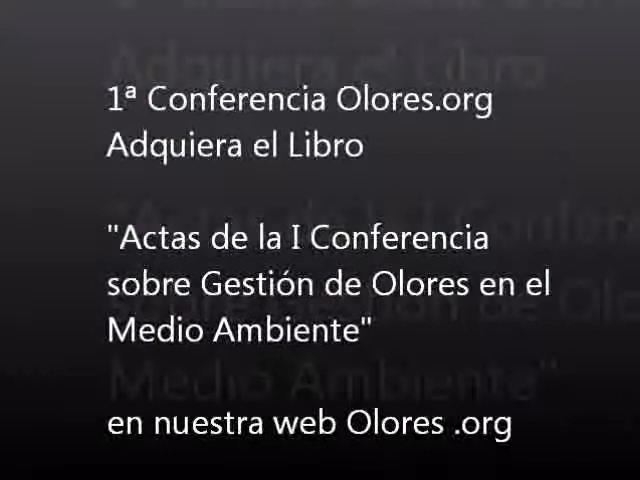 1ª Conferencia Olores.org
Adquiera el Libro
"Actas de la I Conferencia
sobre Gestión de Olores en el
Medio Ambiente"
en nuestra web Olores .org